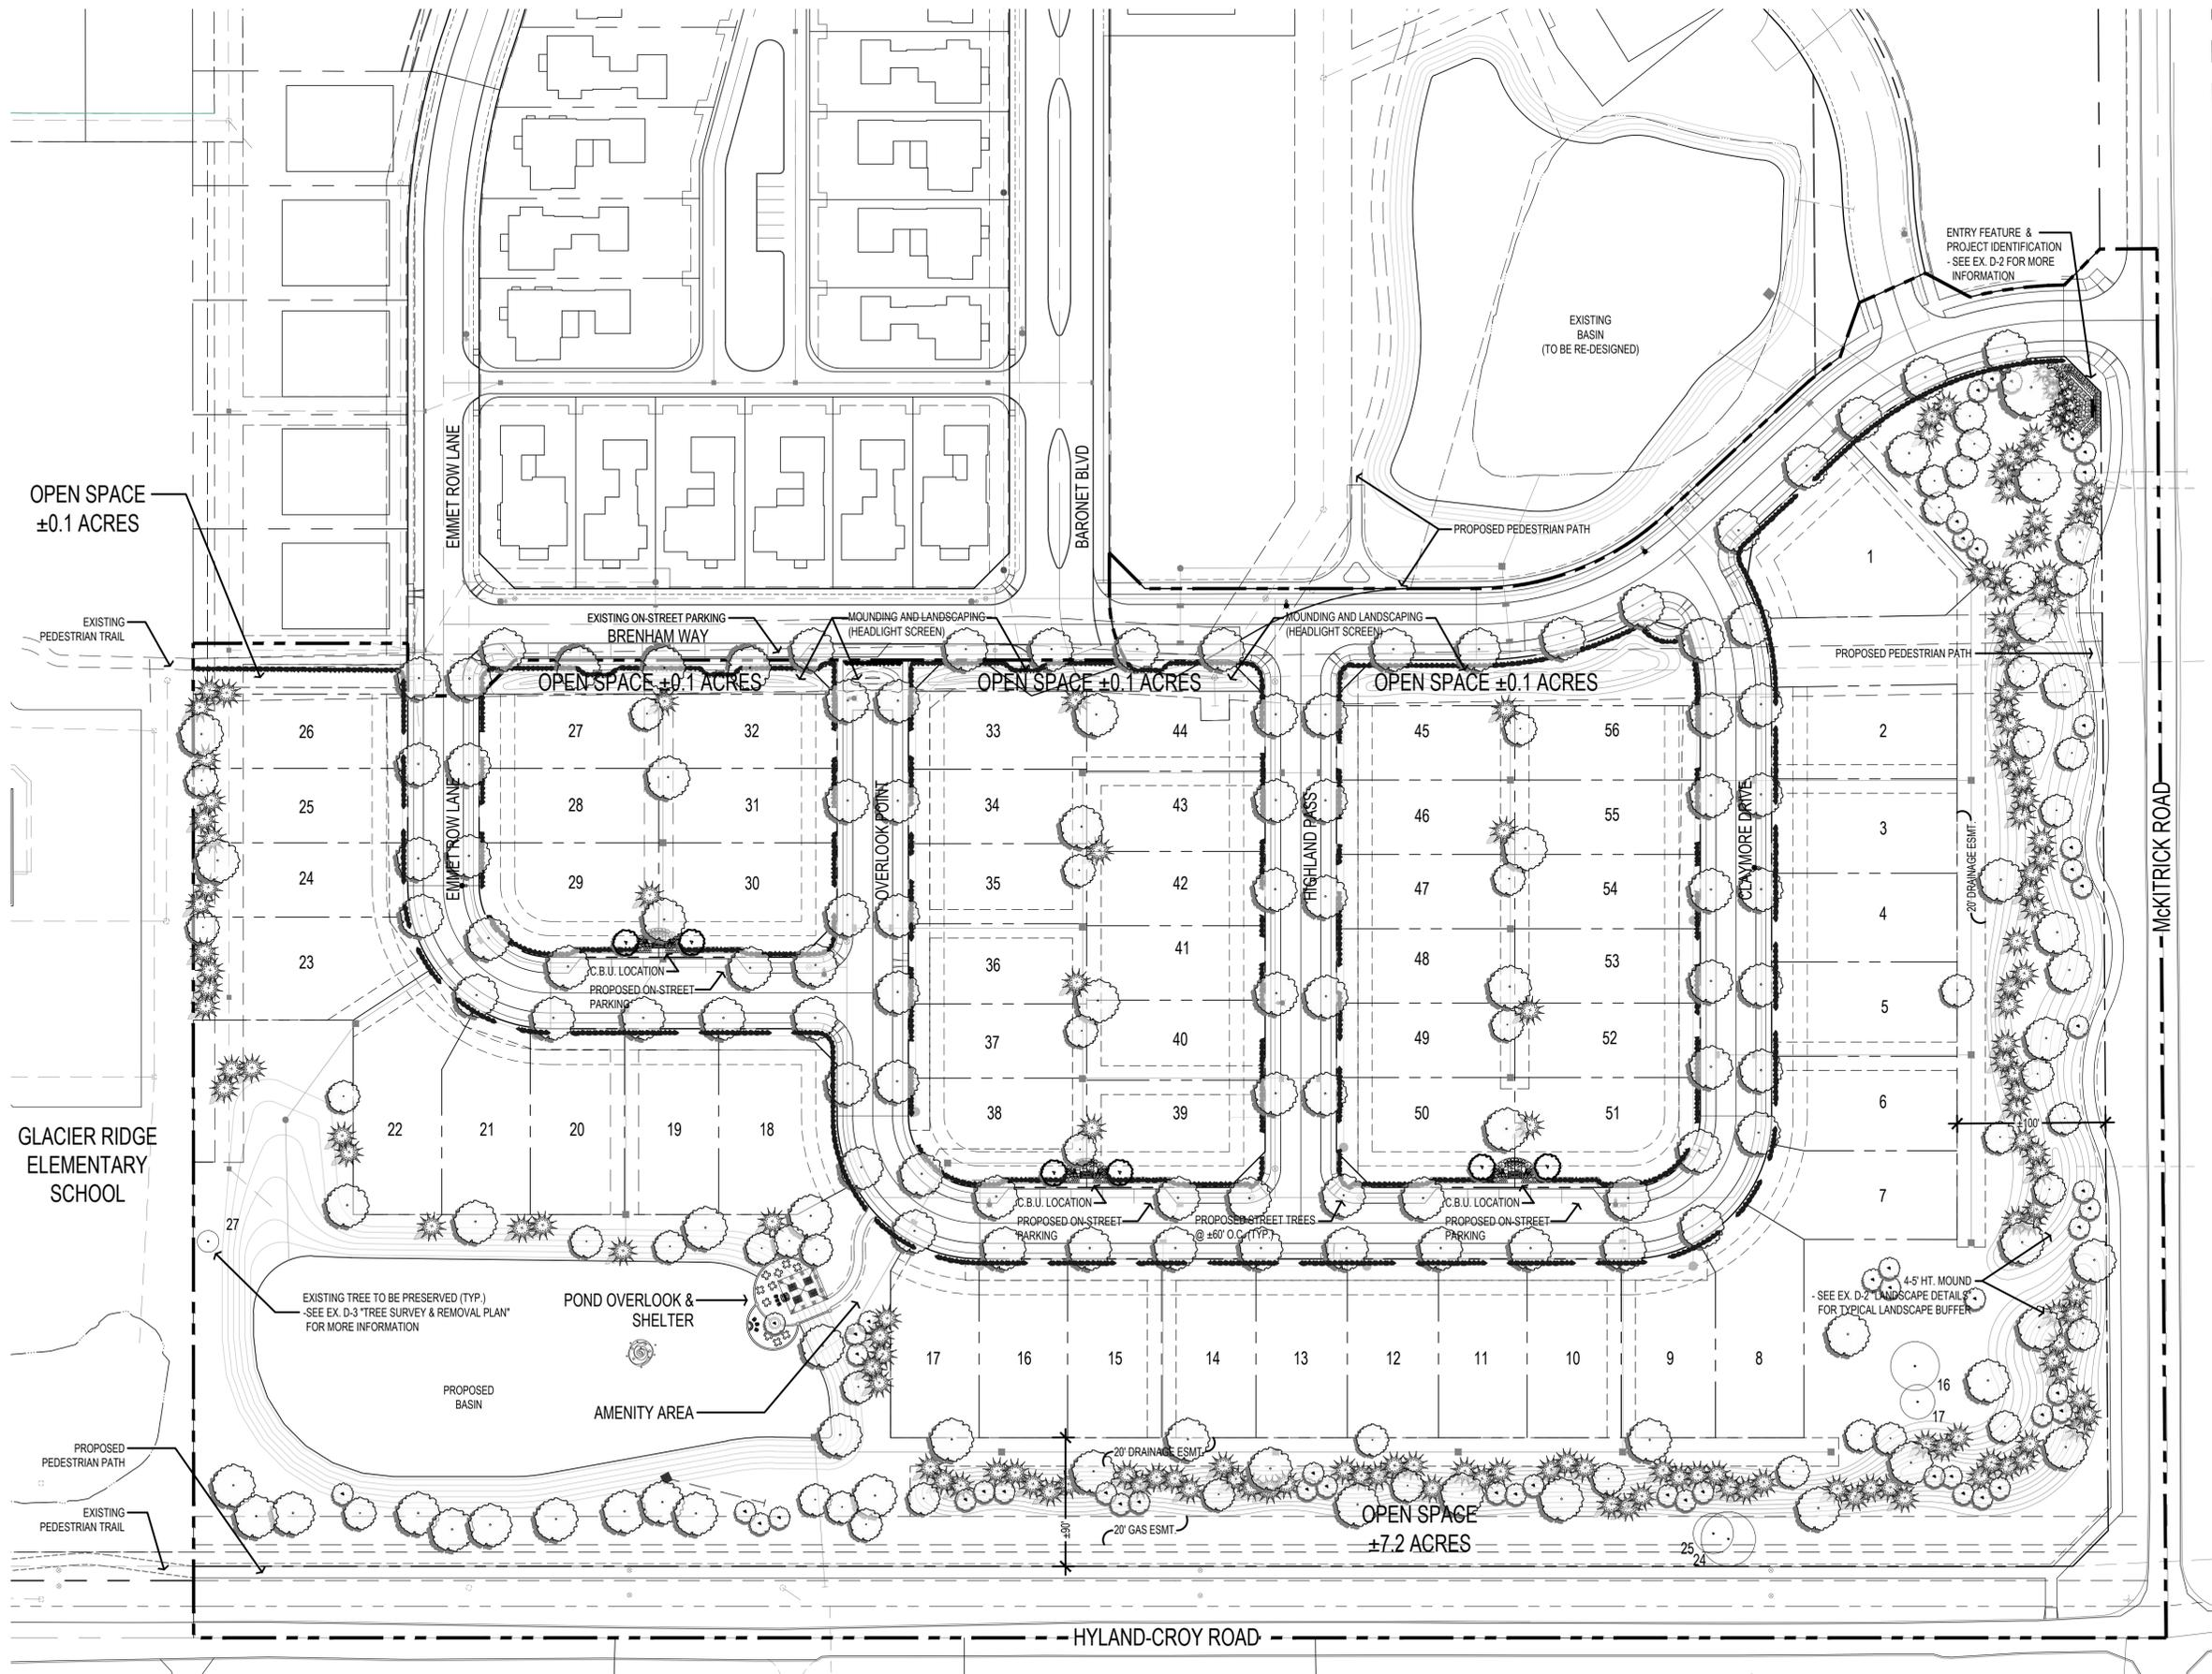 ENTRY FEATURE &
PROJECT IDENTIFICATION
- SEE EX. D-2 FOR MORE
INFORMATION
EXISTING
BASIN
(TO BE RE-DESIGNED)
OPEN SPACE
±0.1 ACRES
EMMET ROW LANE
BARONET BLVD
PROPOSED PEDESTRIAN PATH
1
EXISTING
PEDESTRIAN TRAIL
EXISTING ON-STREET PARKING
BRENHAM WAY
MOUNDING AND LANDSCAPING
(HEADLIGHT SCREEN)
MOUNDING AND LANDSCAPING
(HEADLIGHT SCREEN)
PROPOSED PEDESTRIAN PATH
OPEN SPACE ±0.1 ACRES
OPEN SPACE ±0.1 ACRES
OPEN SPACE ±0.1 ACRES
26
27
32
33
44
45
56
2
25
28
31
34
43
46
55
3
24
29
30
35
42
47
54
4
23
36
41
48
53
5
37
40
49
52
6
38
39
50
51
7
EMMET ROW LANE
OVERLOOK POINT
HIGHLAND PASS
CLAYMORE DRIVE
20' DRAINAGE ESMT.
McKITRICK ROAD
C.B.U. LOCATION
PROPOSED ON-STREET
PARKING
±100'
GLACIER RIDGE
ELEMENTARY
SCHOOL
22
21
20
19
18
27
C.B.U. LOCATION
PROPOSED ON-STREET
PARKING
PROPOSED STREET TREES
@ ±60' O.C. (TYP.)
C.B.U. LOCATION
PROPOSED ON-STREET
PARKING
4-5' HT. MOUND
- SEE EX. D-2 "LANDSCAPE DETAILS"
FOR TYPICAL LANDSCAPE BUFFER
EXISTING TREE TO BE PRESERVED (TYP.)
-SEE EX. D-3 "TREE SURVEY & REMOVAL PLAN"
FOR MORE INFORMATION
POND OVERLOOK &
SHELTER
17
16
15
14
13
12
11
10
9
8
16
17
PROPOSED
BASIN
AMENITY AREA
PROPOSED
PEDESTRIAN PATH
20' DRAINAGE ESMT.
EXISTING
PEDESTRIAN TRAIL
±90'
20' GAS ESMT.
OPEN SPACE
±7.2 ACRES
25
24
HYLAND-CROY ROAD